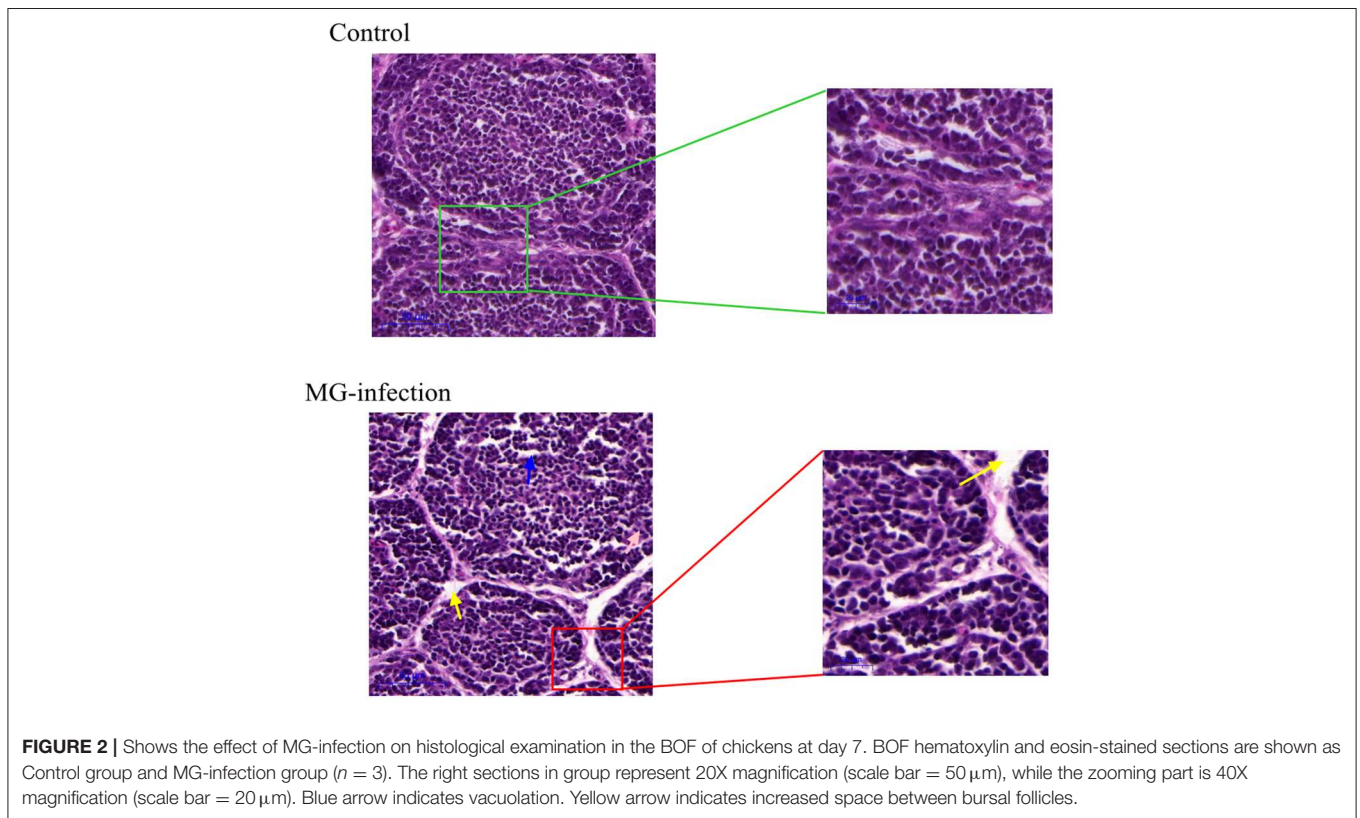 Control
MG-infection
FIGURE 2 | Shows the effect of MG-infection on histological examination in the BOF of chickens at day 7. BOF hematoxylin and eosin-stained sections are shown as
Control group and MG-infection group (n = 3). The right sections in group represent 20X magnification (scale bar = 50 μm), while the zooming part is 40X
magnification (scale bar = 20 μm). Blue arrow indicates vacuolation. Yellow arrow indicates increased space between bursal follicles.